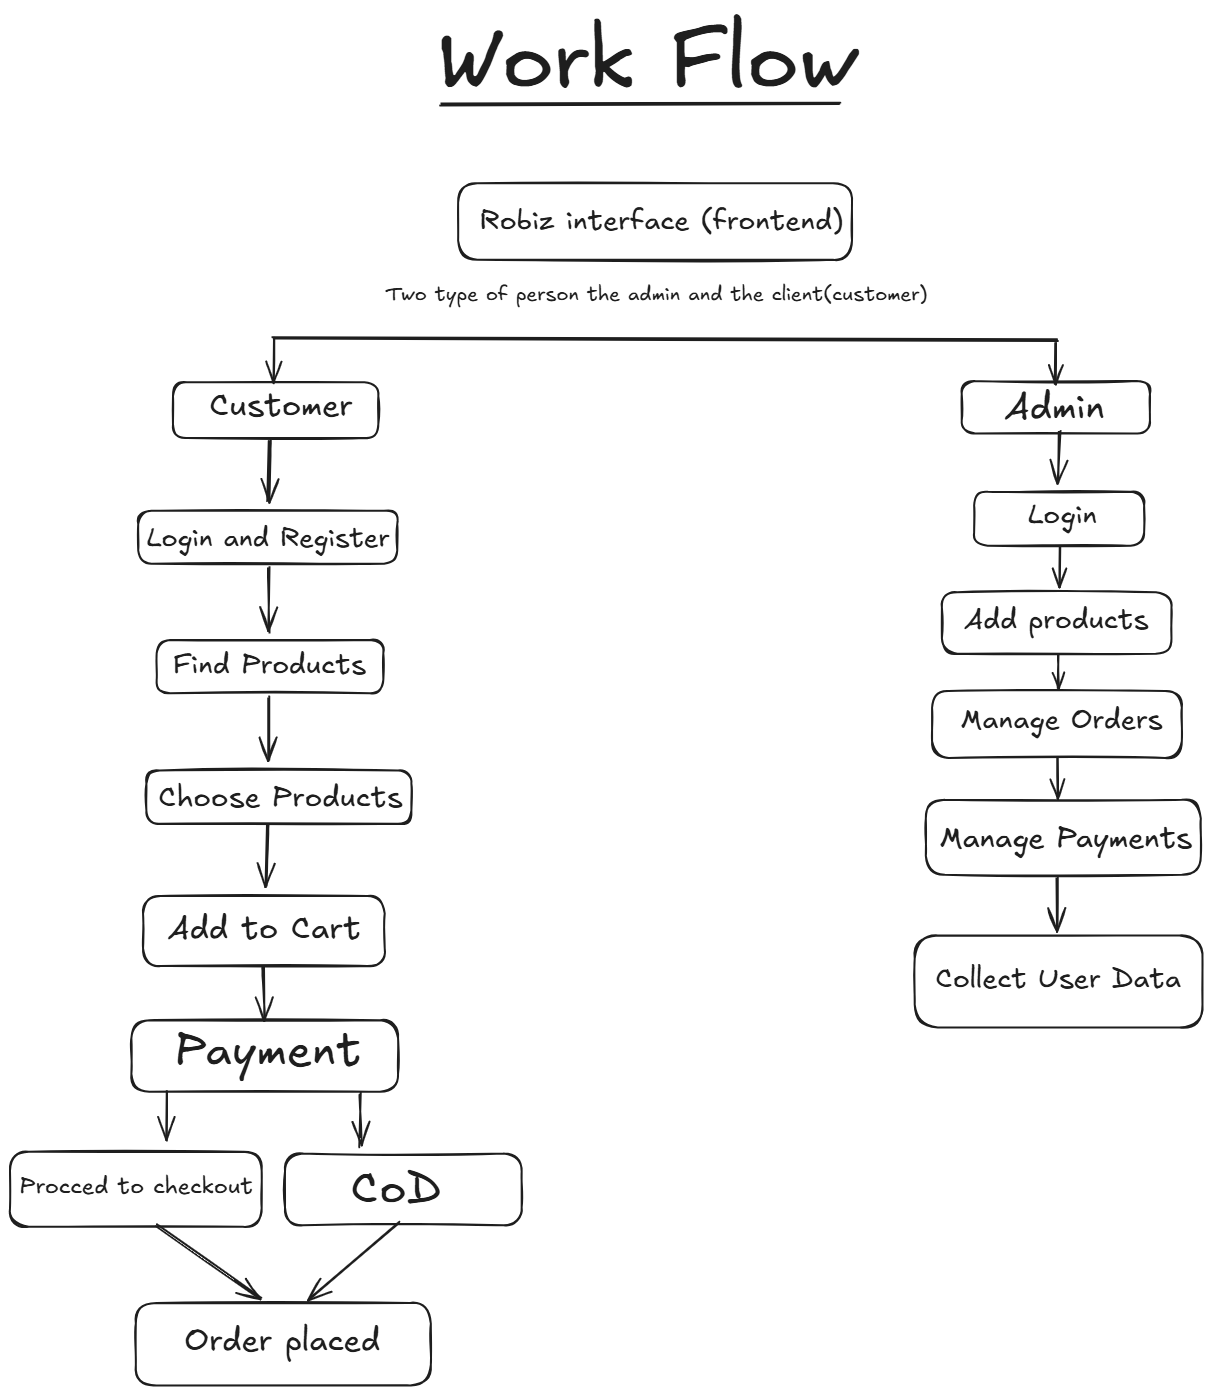 Work Flow
Robiz interface (frontend)
Two type of person the admin and the client(customer)
Customer
Login and Register
Find Products
Choose Products
Add to Cart
Payment
Procced to checkout
CoD
Order placed
Admin
Login
Add products
Manage Orders
Manage Payments
Collect User Data